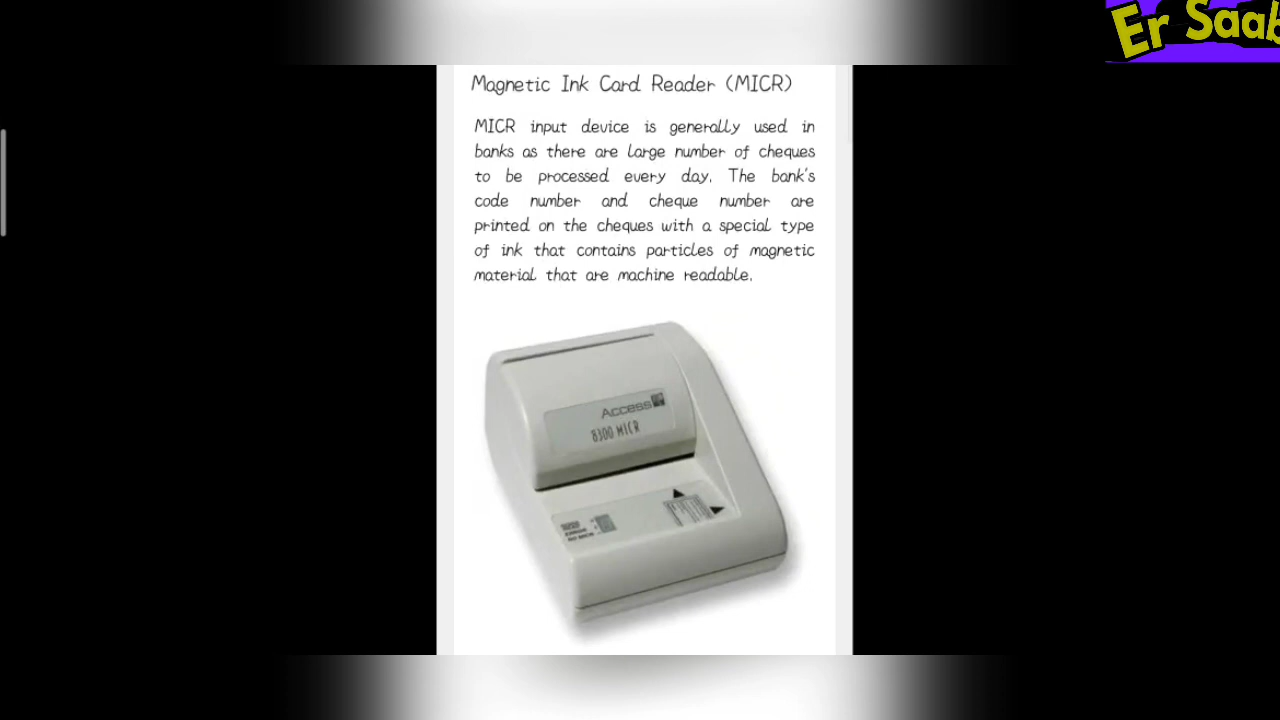 Er Saab
Magnetic Ink Card Reader (MICR)
MICR input device is generally used in
banks as there are large number of cheques
to be processed every day. The bank's
code number and cheque number are
printed on the cheques with a special type
of ink that contains particles of magnetic
material that are machine readable.
Access
8300 MICR